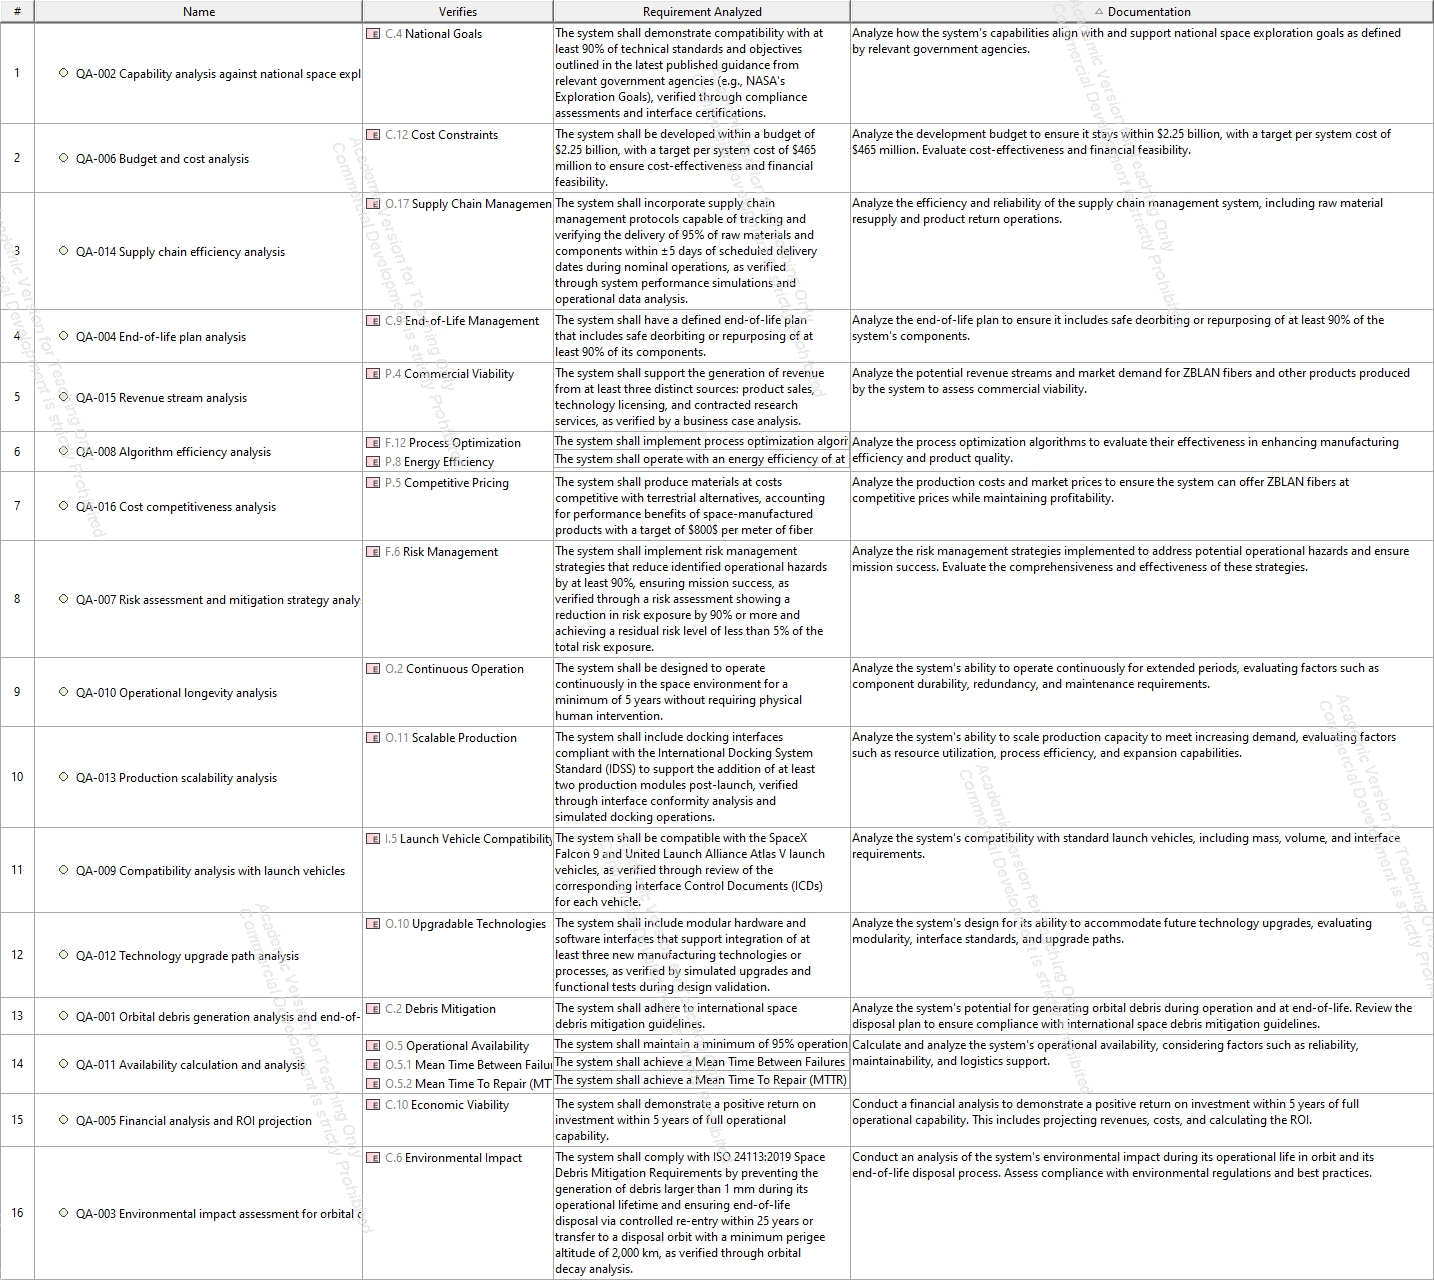 # Name Verifies Requirement Analyzed Documentation
1
QA-002 Capability analysis against national space expl
C.4 National Goals
The system shall demonstrate compatibility with at
least 90% of technical standards and objectives
outlined in the latest published guidance from
relevant government agencies (e.g., NASA's
Exploration Goals), verified through compliance
assessments and interface certifications.
Analyze how the system's capabilities align with and support national space exploration goals as defined
by relevant government agencies.
2
QA-006 Budget and cost analysis
C.12 Cost Constraints
The system shall be developed within a budget of
$2.25 billion, with a target per system cost of $465
million to ensure cost-effectiveness and financial
feasibility.
Analyze the development budget to ensure it stays within $2.25 billion, with a target per system cost of
$465 million. Evaluate cost-effectiveness and financial feasibility.
3
QA-014 Supply chain efficiency analysis
O.17 Supply Chain Managemen
The system shall incorporate supply chain
management protocols capable of tracking and
verifying the delivery of 95% of raw materials and
components within ±5 days of scheduled delivery
dates during nominal operations, as verified
through system performance simulations and
operational data analysis.
Analyze the efficiency and reliability of the supply chain management system, including raw material
resupply and product return operations.
4
QA-004 End-of-life plan analysis
C.9 End-of-Life Management
The system shall have a defined end-of-life plan
that includes safe deorbiting or repurposing of at
least 90% of its components.
Analyze the end-of-life plan to ensure it includes safe deorbiting or repurposing of at least 90% of the
system's components.
5
QA-015 Revenue stream analysis
P.4 Commercial Viability
The system shall support the generation of revenue
from at least three distinct sources: product sales,
technology licensing, and contracted research
services, as verified by a business case analysis.
Analyze the potential revenue streams and market demand for ZBLAN fibers and other products produced
by the system to assess commercial viability.
6
QA-008 Algorithm efficiency analysis
F.12 Process Optimization
P.8 Energy Efficiency
The system shall implement process optimization algori
The system shall operate with an energy efficiency of at
Analyze the process optimization algorithms to evaluate their effectiveness in enhancing manufacturing
efficiency and product quality.
7
QA-016 Cost competitiveness analysis
P.5 Competitive Pricing
The system shall produce materials at costs
competitive with terrestrial alternatives, accounting
for performance benefits of space-manufactured
products with a target of $800$ per meter of fiber
Analyze the production costs and market prices to ensure the system can offer ZBLAN fibers at
competitive prices while maintaining profitability.
8
QA-007 Risk assessment and mitigation strategy analy
F.6 Risk Management
The system shall implement risk management
strategies that reduce identified operational hazards
by at least 90%, ensuring mission success, as
verified through a risk assessment showing a
reduction in risk exposure by 90% or more and
achieving a residual risk level of less than 5% of the
total risk exposure.
Analyze the risk management strategies implemented to address potential operational hazards and ensure
mission success. Evaluate the comprehensiveness and effectiveness of these strategies.
9
QA-010 Operational longevity analysis
O.2 Continuous Operation
The system shall be designed to operate
continuously in the space environment for a
minimum of 5 years without requiring physical
human intervention.
Analyze the system's ability to operate continuously for extended periods, evaluating factors such as
component durability, redundancy, and maintenance requirements.
10
QA-013 Production scalability analysis
O.11 Scalable Production
The system shall include docking interfaces
compliant with the International Docking System
Standard (IDSS) to support the addition of at least
two production modules post-launch, verified
through interface conformity analysis and
simulated docking operations.
Analyze the system's ability to scale production capacity to meet increasing demand, evaluating factors
such as resource utilization, process efficiency, and expansion capabilities.
11
QA-009 Compatibility analysis with launch vehicles
I.5 Launch Vehicle Compatibility
The system shall be compatible with the SpaceX
Falcon 9 and United Launch Alliance Atlas V launch
vehicles, as verified through review of the
corresponding Interface Control Documents (ICDs)
for each vehicle.
Analyze the system's compatibility with standard launch vehicles, including mass, volume, and interface
requirements.
12
QA-012 Technology upgrade path analysis
O.10 Upgradable Technologies
The system shall include modular hardware and
software interfaces that support integration of at
least three new manufacturing technologies or
processes, as verified by simulated upgrades and
functional tests during design validation.
Analyze the system's design for its ability to accommodate future technology upgrades, evaluating
modularity, interface standards, and upgrade paths.
13
QA-001 Orbital debris generation analysis and end-of-
C.2 Debris Mitigation
The system shall adhere to international space
debris mitigation guidelines.
Analyze the system's potential for generating orbital debris during operation and at end-of-life. Review the
disposal plan to ensure compliance with international space debris mitigation guidelines.
14
QA-011 Availability calculation and analysis
O.5 Operational Availability
O.5.1 Mean Time Between Failu
O.5.2 Mean Time To Repair (MT
The system shall maintain a minimum of 95% operation
The system shall achieve a Mean Time Between Failures
The system shall achieve a Mean Time To Repair (MTTR)
Calculate and analyze the system's operational availability, considering factors such as reliability,
maintainability, and logistics support.
15
QA-005 Financial analysis and ROI projection
C.10 Economic Viability
The system shall demonstrate a positive return on
investment within 5 years of full operational
capability.
Conduct a financial analysis to demonstrate a positive return on investment within 5 years of full
operational capability. This includes projecting revenues, costs, and calculating the ROI.
16
QA-003 Environmental impact assessment for orbital
C.6 Environmental Impact
The system shall comply with ISO 24113:2019 Space
Debris Mitigation Requirements by preventing the
generation of debris larger than 1 mm during its
operational lifetime and ensuring end-of-life
disposal via controlled re-entry within 25 years or
transfer to a disposal orbit with a minimum perigee
altitude of 2,000 km, as verified through orbital
decay analysis.
Conduct an analysis of the system's environmental impact during its operational life in orbit and its
end-of-life disposal process. Assess compliance with environmental regulations and best practices.
Academic Version for Teaching Only
Commercial Development is strictly Prohibited